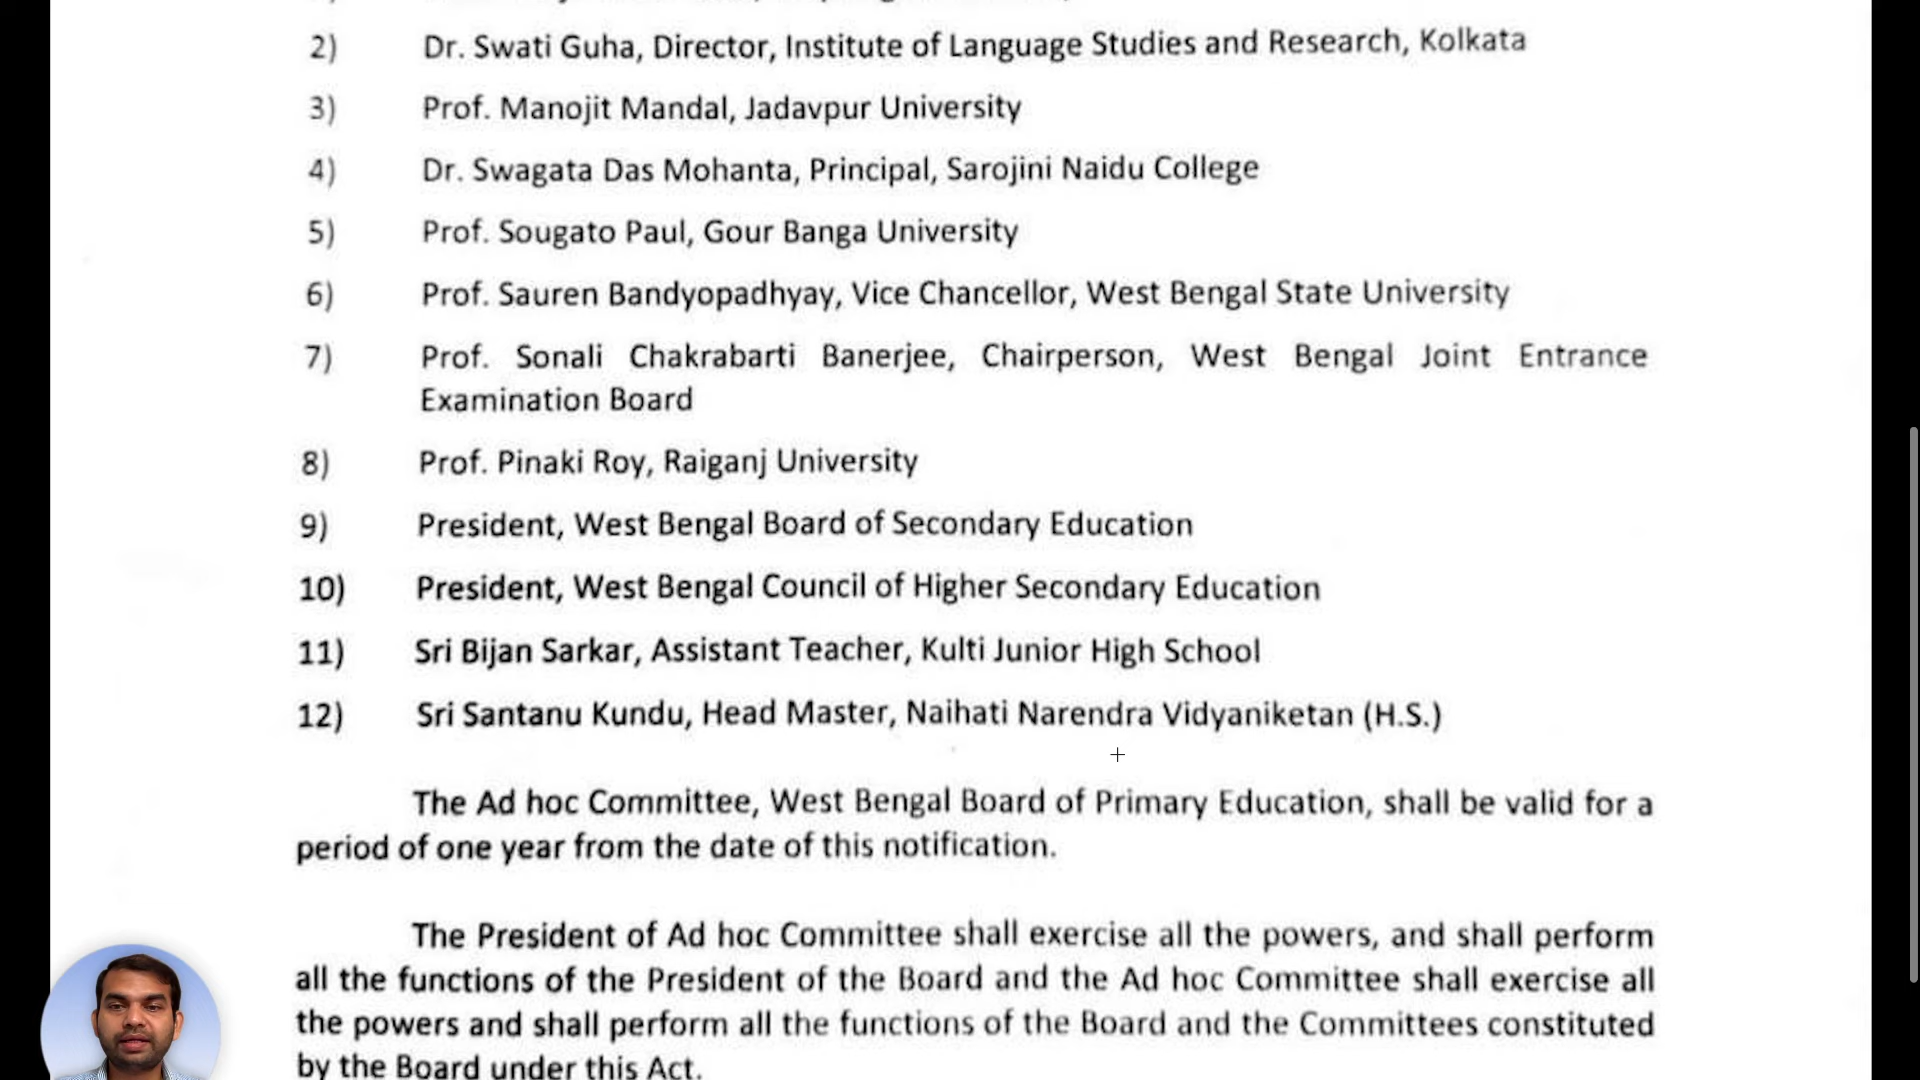 2) Dr. Swati Guha, Director, Institute of Language Studies and Research, Kolkata
3) Prof. Manojit Mandal, Jadavpur University
4) Dr. Swagata Das Mohanta, Principal, Sarojini Naidu College
5) Prof. Sougato Paul, Gour Banga University
6) Prof. Sauren Bandyopadhyay, Vice Chancellor, West Bengal State University
7) Prof. Sonali Chakrabarti Banerjee, Chairperson, West Bengal Joint Entrance
Examination Board
8) Prof. Pinaki Roy, Raiganj University
9) President, West Bengal Board of Secondary Education
10) President, West Bengal Council of Higher Secondary Education
11) Sri Bijan Sarkar, Assistant Teacher, Kulti Junior High School
12) Sri Santanu Kundu, Head Master, Naihati Narendra Vidyaniketan (H.S.)
The Ad hoc Committee, West Bengal Board of Primary Education, shall be valid for a
period of one year from the date of this notification.
The President of Ad hoc Committee shall exercise all the powers, and shall perform
all the functions of the President of the Board and the Ad hoc Committee shall exercise all
the powers and shall perform all the functions of the Board and the Committees constituted
by the Board under this Act.